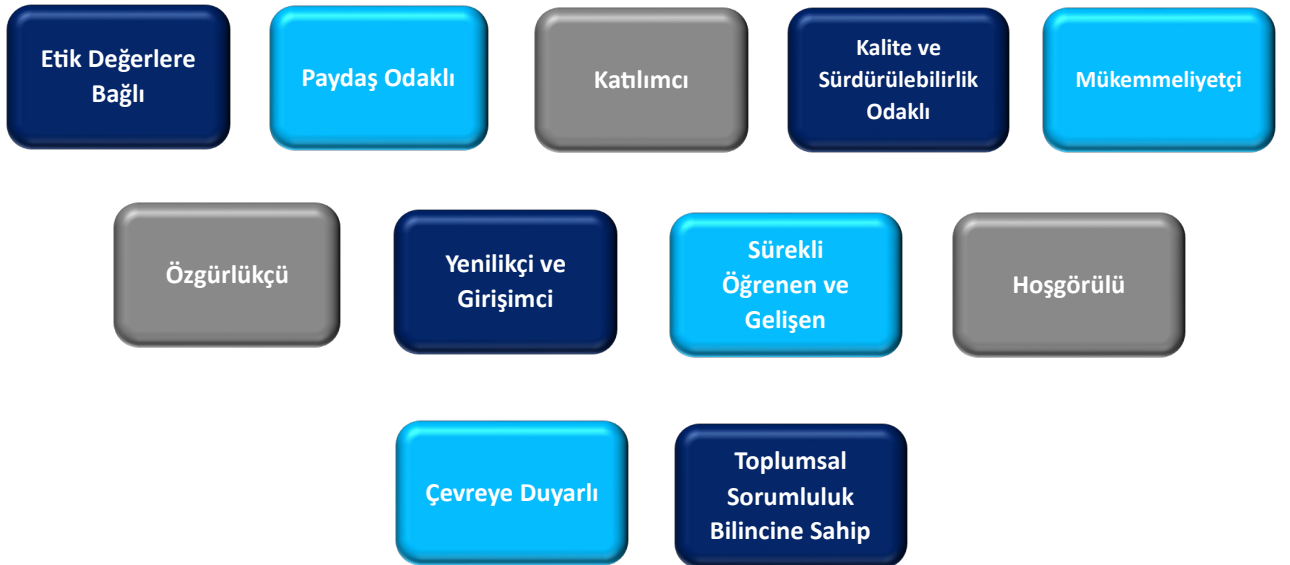 Etik Değerlere
Bağlı
Paydaş Odaklı
Katılımcı
Kalite ve
Sürdürülebilirlik
Odaklı
Mükemmeliyetçi
Özgürlükçü
Yenilikçi ve
Girişimci
Sürekli
Öğrenen ve
Gelişen
Hoşgörülü
Çevreye Duyarlı
Toplumsal
Sorumluluk
Bilincine Sahip